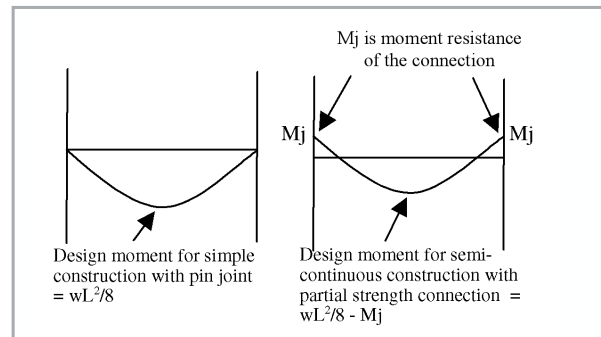 Mj is moment resistance
of the connection
Mj
Mj
Design moment for simple
construction with pin joint
= wL²/8
Design moment for semi-
continuous construction with
partial strength connection =
wL²/8 - Mj